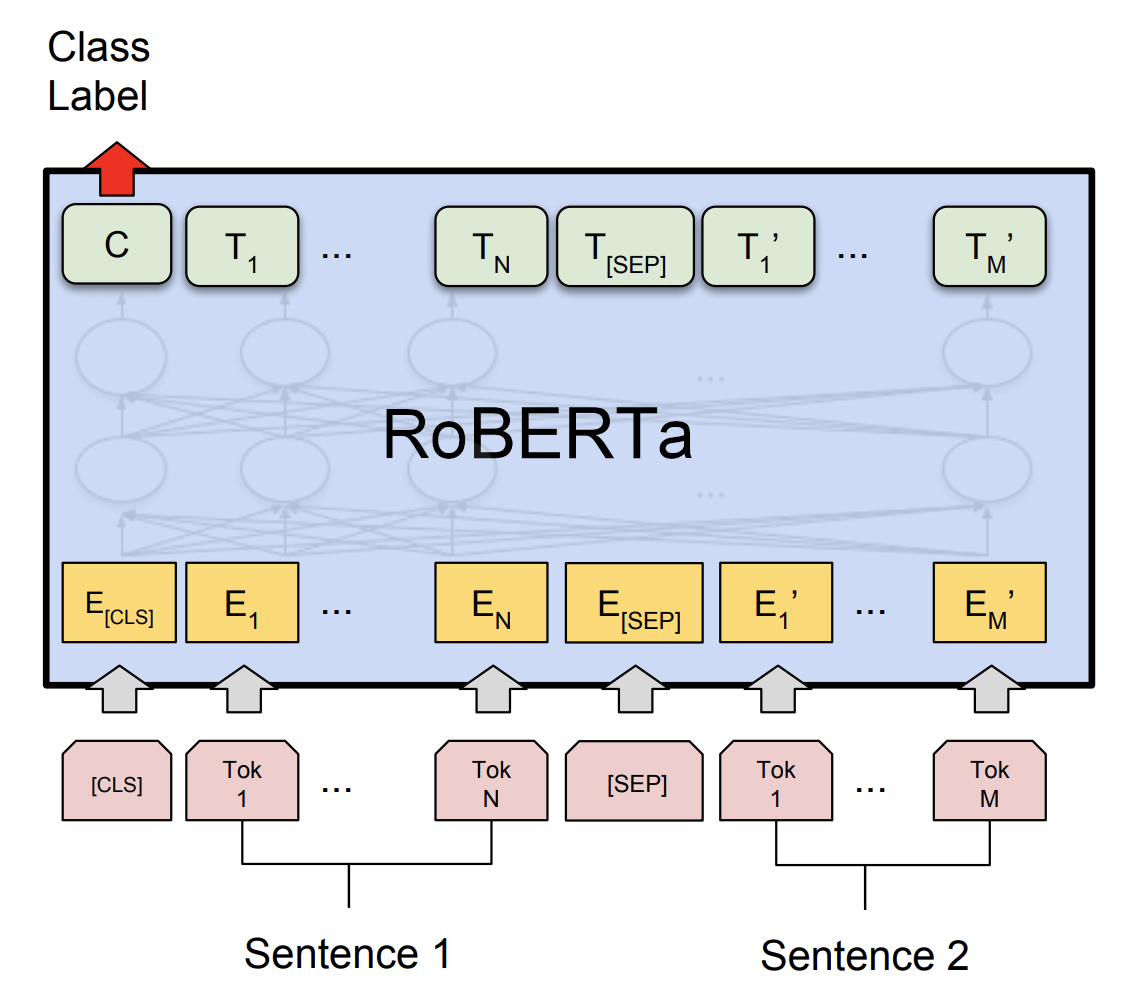 Class
Label
C T1 ... TN T[SEP] T1’ ... TM’
...
RoBERTa
...
E[CLS] E1 ... EN E[SEP] E1’ ... EM’
[CLS] Tok 1 ... Tok N [SEP] Tok 1 ... Tok M
Sentence 1 Sentence 2